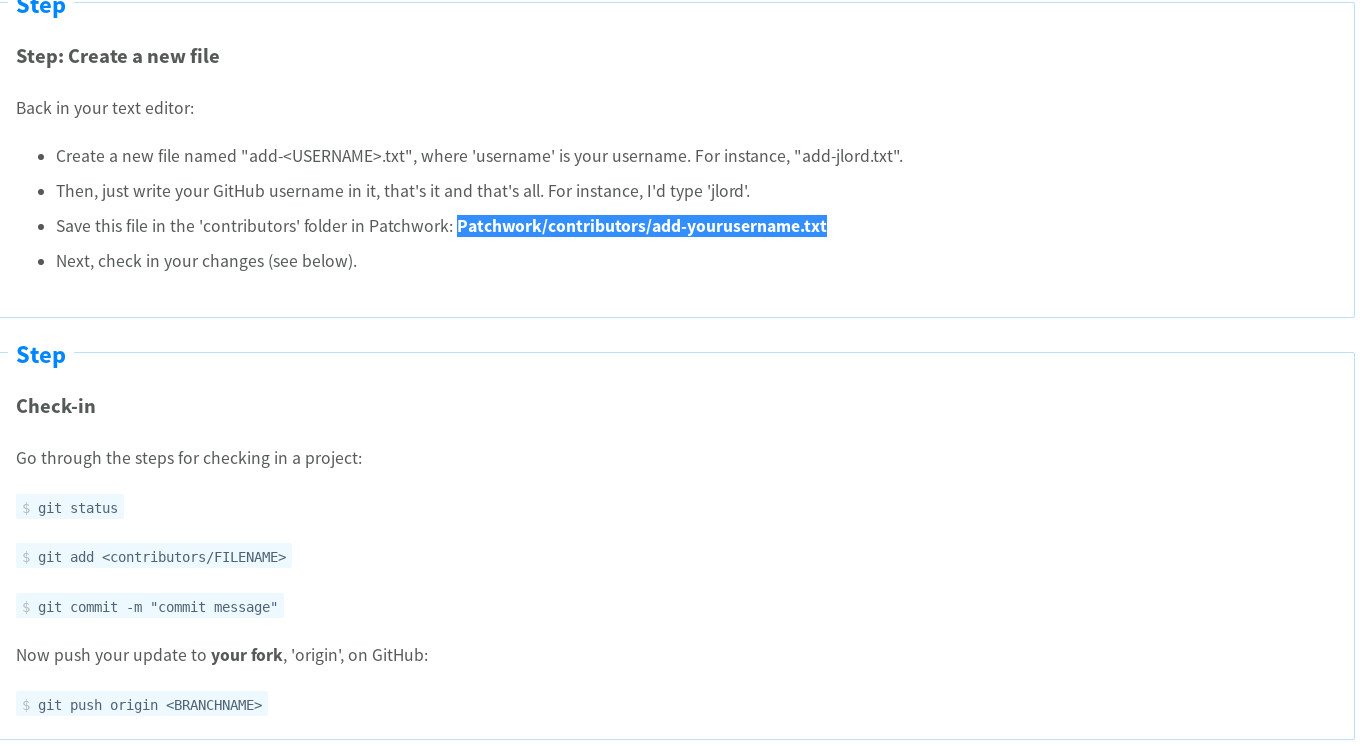 Step
Step: Create a new file
Back in your text editor:
Create a new file named "add-<USERNAME>.txt", where 'username' is your username. For instance, "add-jlord.txt".
Then, just write your GitHub username in it, that's it and that's all. For instance, I'd type 'jlord'.
Save this file in the 'contributors' folder in Patchwork: Patchwork/contributors/add-yourusername.txt
Next, check in your changes (see below).
Step
Check-in
Go through the steps for checking in a project:
$ git status
$ git add <contributors/FILENAME>
$ git commit -m "commit message"
Now push your update to your fork, 'origin', on GitHub:
$ git push origin <BRANCHNAME>